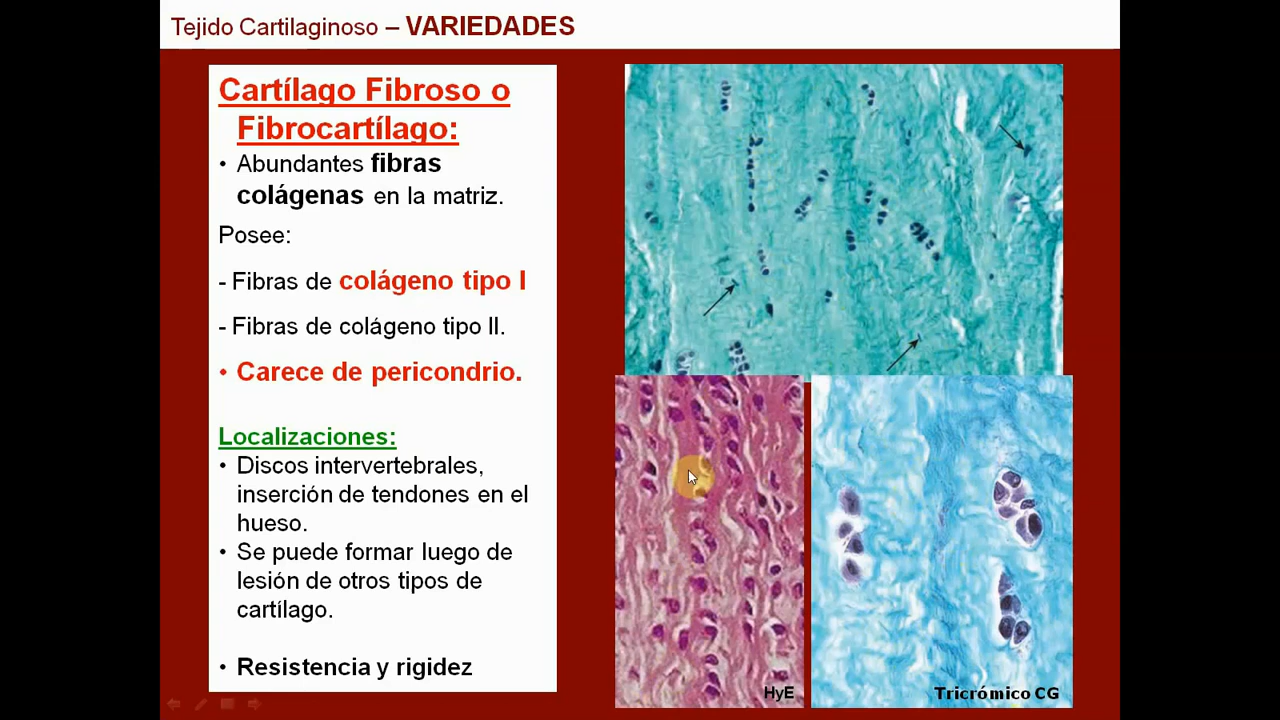 Tejido Cartilaginoso – VARIEDADES
Cartílago Fibroso o
Fibrocartílago:
• Abundantes fibras
colágenas en la matriz.
Posee:
- Fibras de colágeno tipo I
- Fibras de colágeno tipo II.
• Carece de pericondrio.
Localizaciones:
• Discos intervertebrales,
inserción de tendones en el
hueso.
• Se puede formar luego de
lesión de otros tipos de
cartílago.
• Resistencia y rigidez
HyE
Tricrómico CG